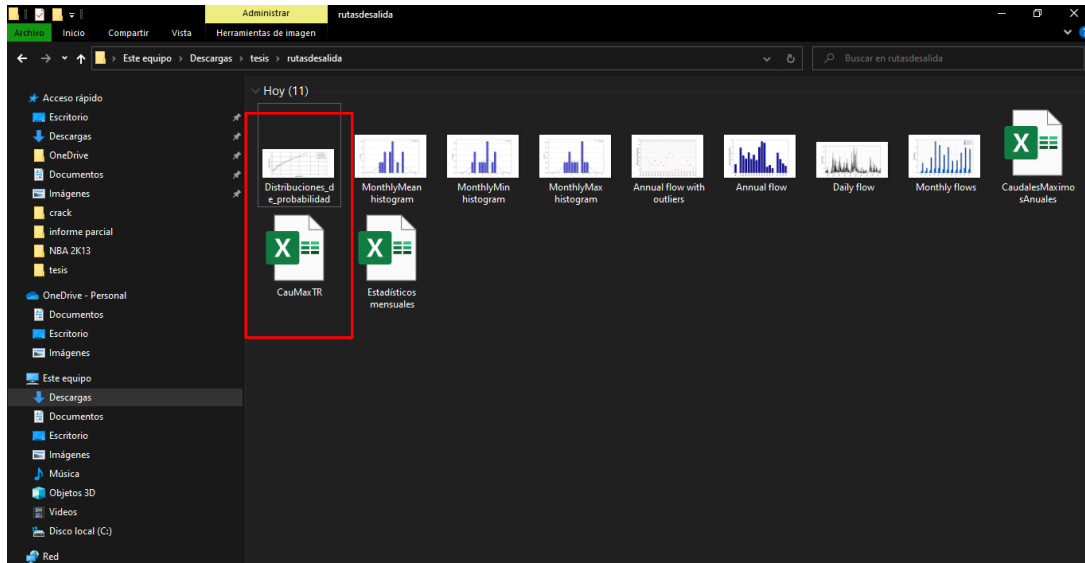 Administrar
rutasdesalida
Archivo
Inicio
Compartir
Vista
Herramientas de imagen
Este equipo
Descargas
tesis
rutasdesalida
Buscar en rutasdesalida
Acceso rápido
Escritorio
Descargas
OneDrive
Documentos
Imágenes
crack
informe parcial
NBA 2K13
tesis
OneDrive - Personal
Documentos
Escritorio
Imágenes
Este equipo
Descargas
Documentos
Escritorio
Imágenes
Música
Objetos 3D
Videos
Disco local (C:)
Red
Hoy (11)
Distribuciones_d
e_probabilidad
MonthlyMean
histogram
MonthlyMin
histogram
MonthlyMax
histogram
Annual flow with
outliers
Annual flow
Daily flow
Monthly flows
CaudalesMaximo
sAnuales
CauMaxTR
Estadísticos
mensuales